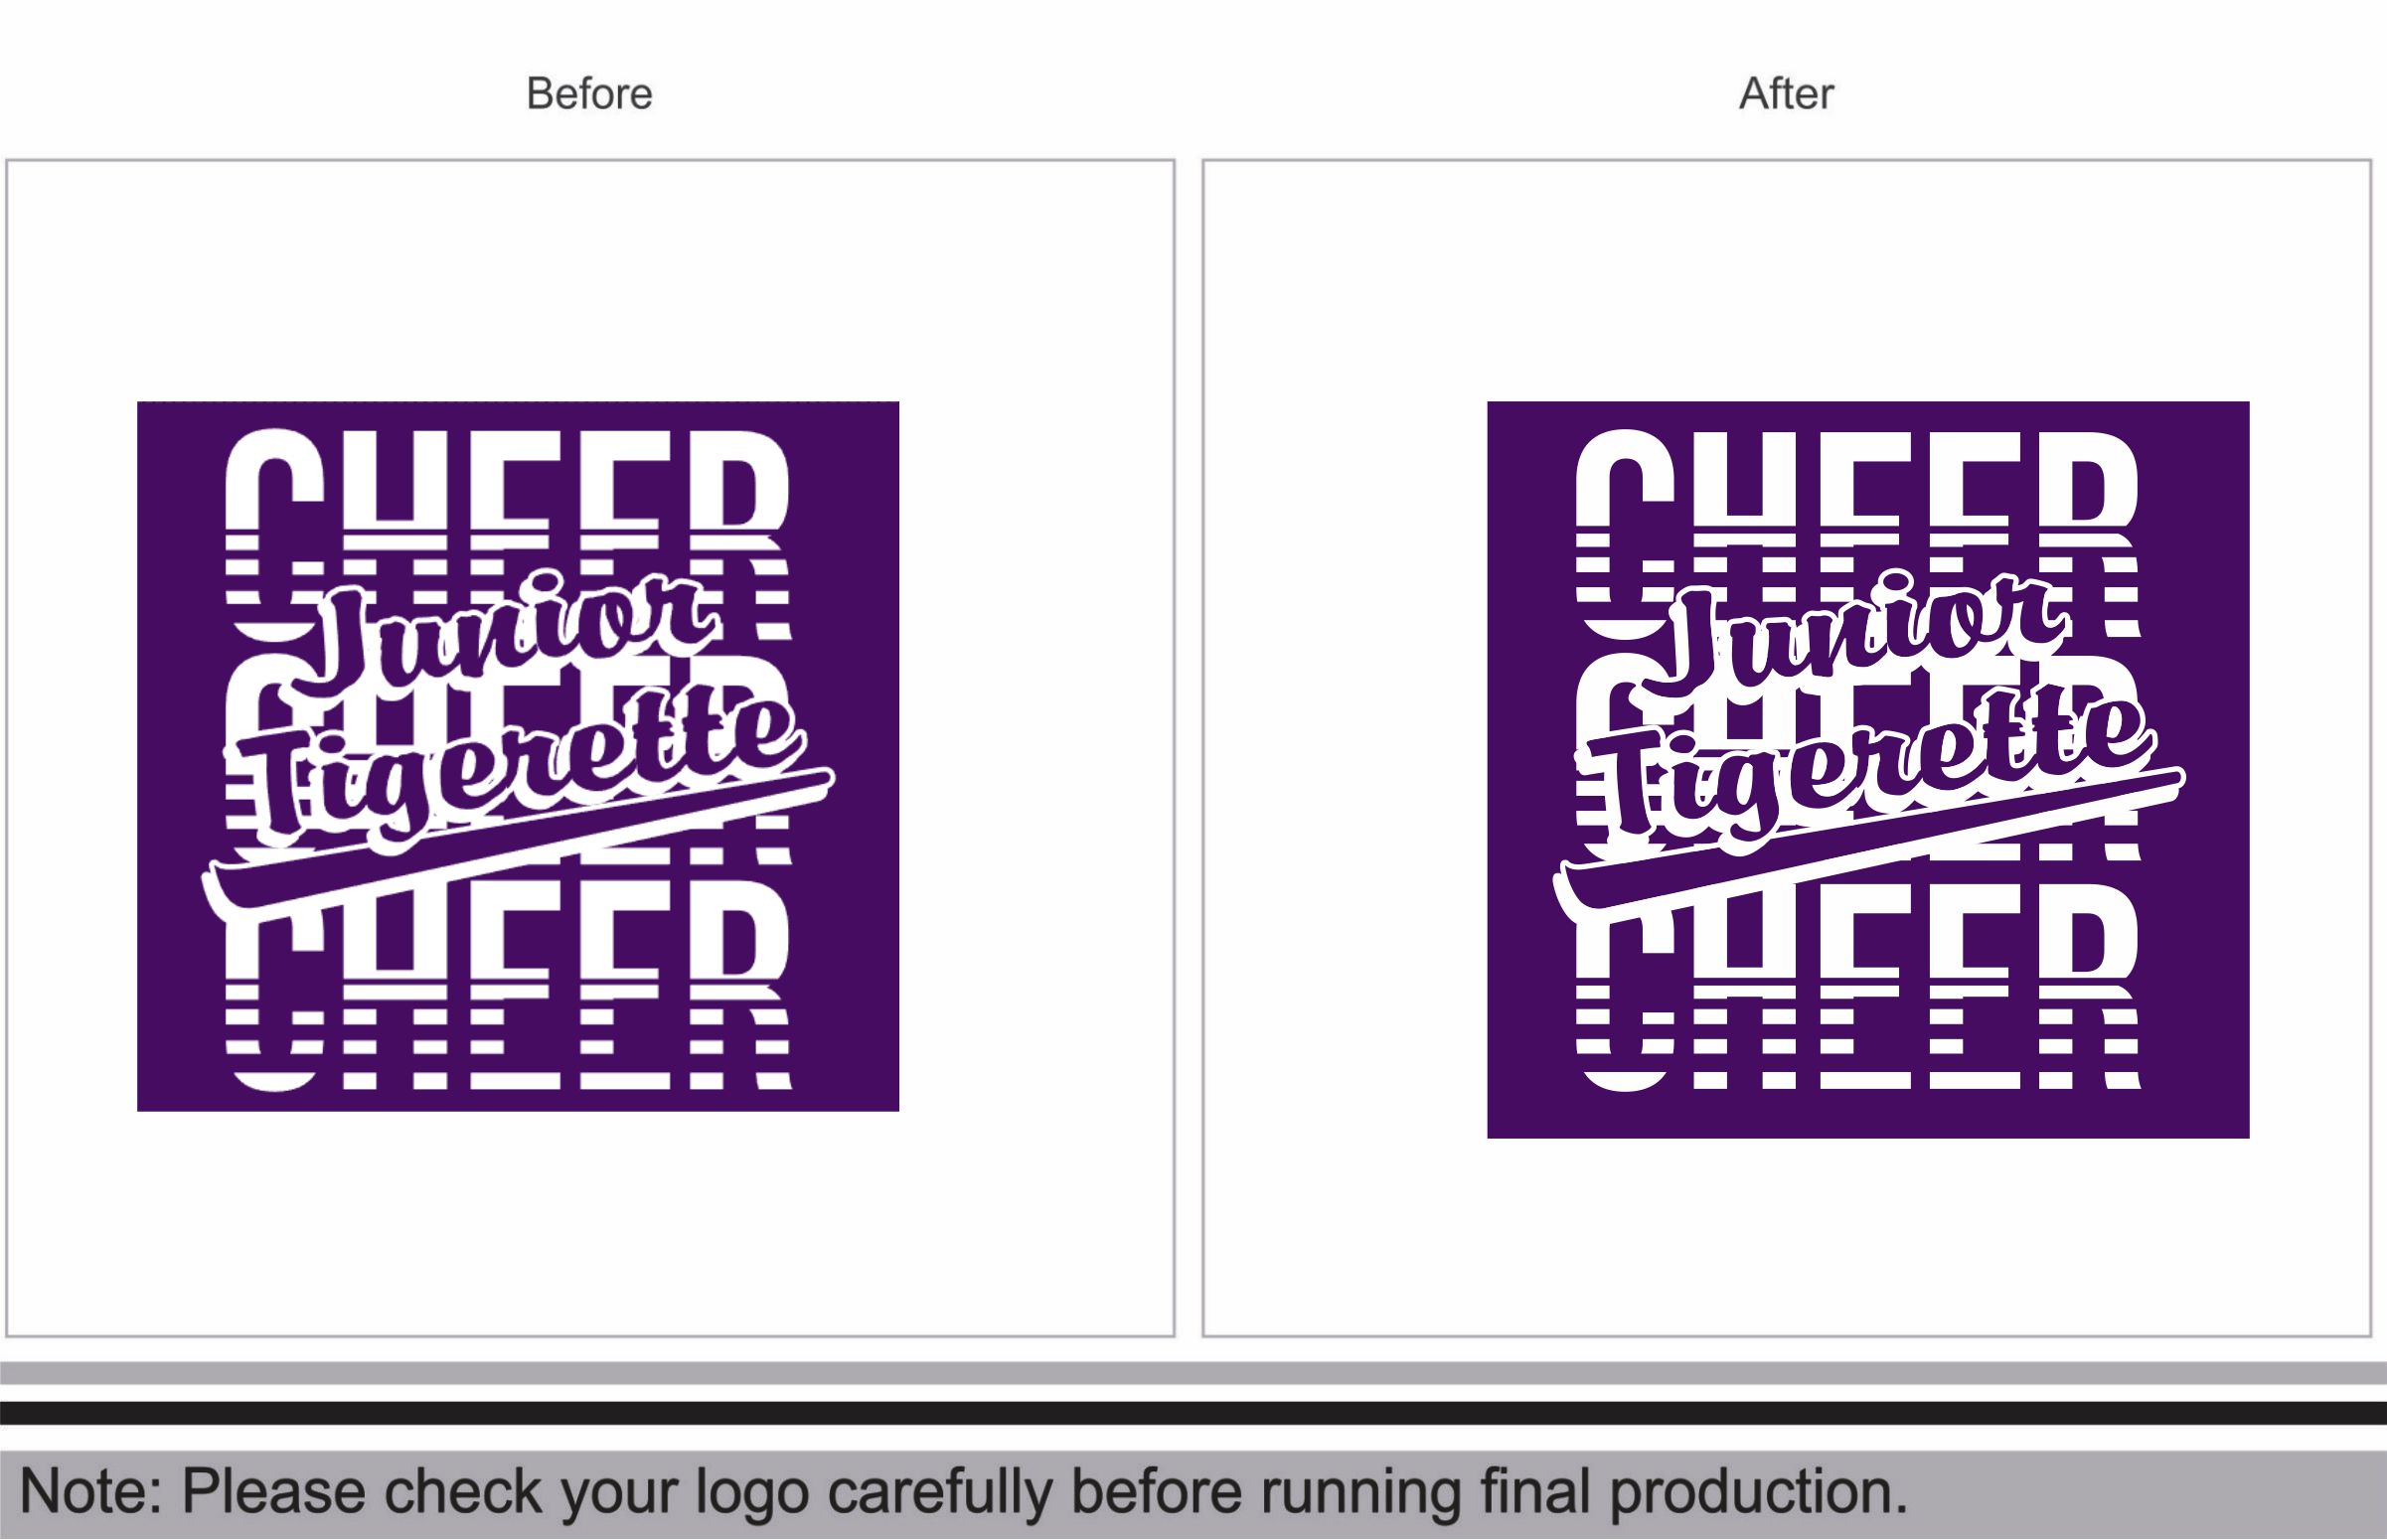 Before
After
CHEER
Junior
CHEER
Tigerette
CHEER
CHEER
Junior
CHEER
Tigerette
CHEER
Note: Please check your logo carefully before running final production.